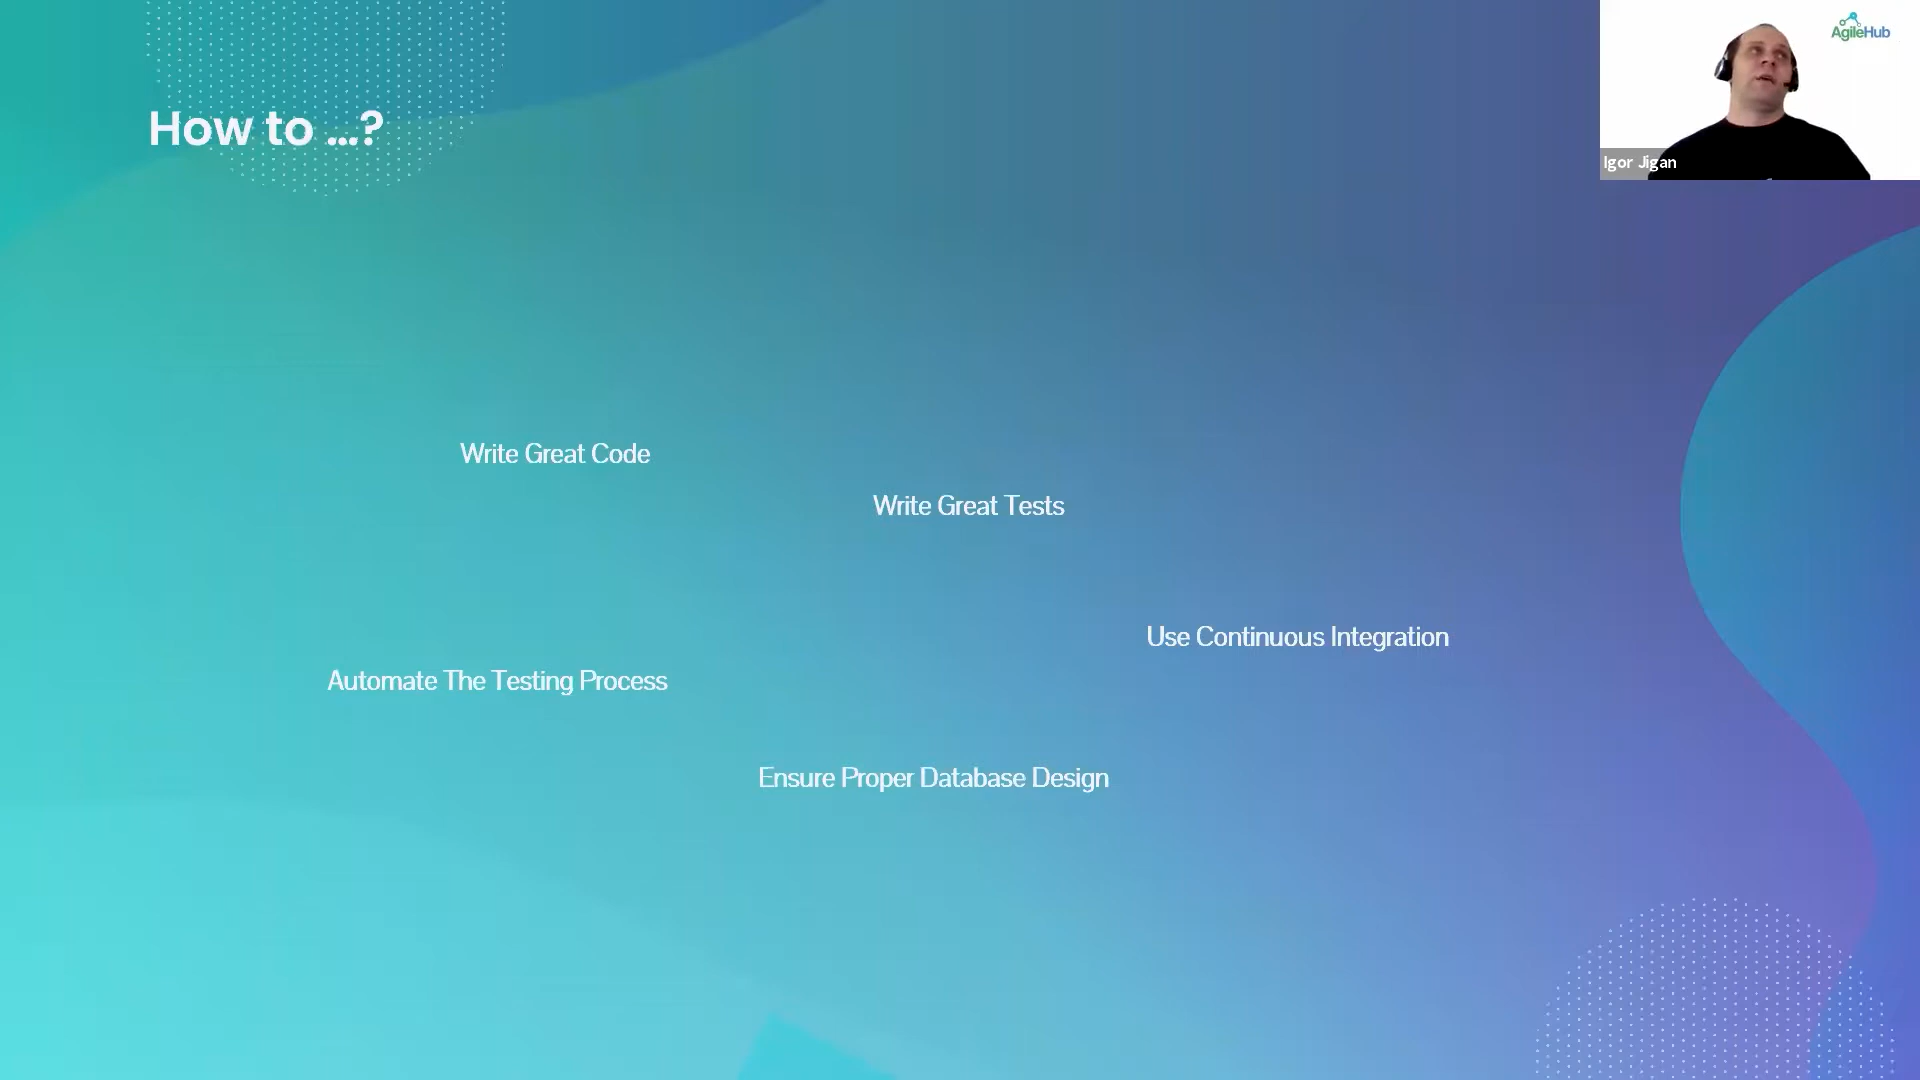 How to ...?
AgileHub
Igor Jigan
Write Great Code
Write Great Tests
Use Continuous Integration
Automate The Testing Process
Ensure Proper Database Design